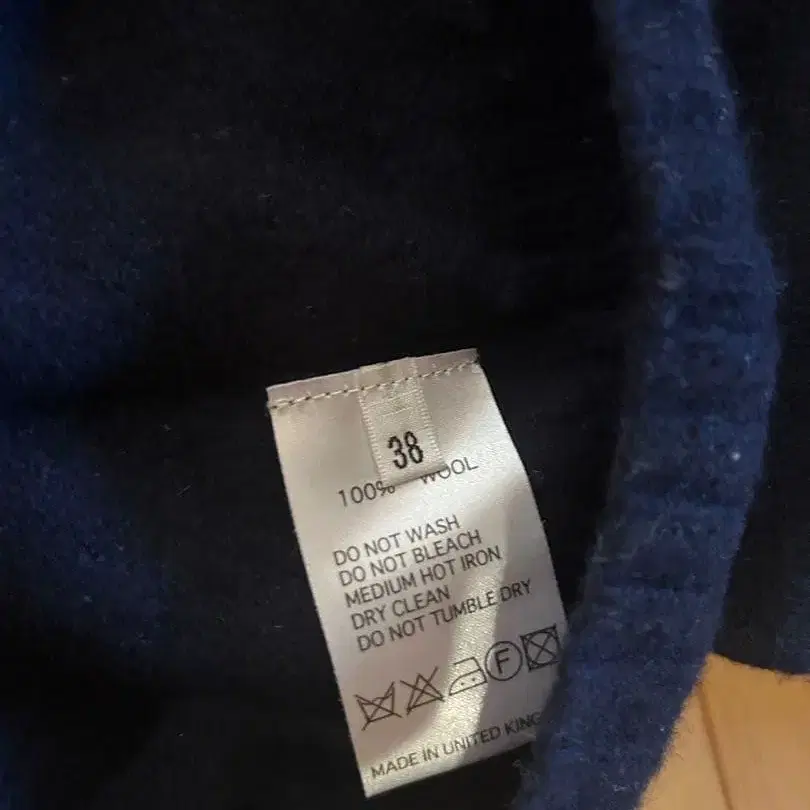 38
100% WOOL
DO NOT WASH
DO NOT BLEACH
MEDIUM HOT IRON
DRY CLEAN
DO NOT TUMBLE DRY
F
MADE IN UNITED KING